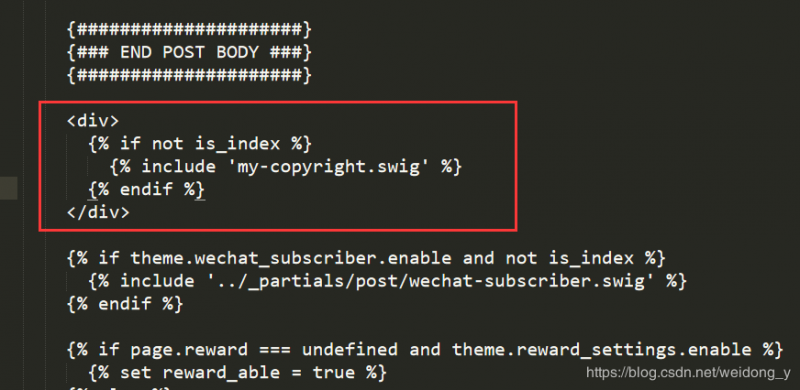 {#####################}
{### END POST BODY ###}
{#####################}
<div>
{% if not is_index %}
{% include 'my-copyright.swig' %}
{% endif %}
</div>
{% if theme.wechat_subscriber.enable and not is_index %}
{% include '../_partials/post/wechat-subscriber.swig' %}
{% endif %}
{% if page.reward === undefined and theme.reward_settings.enable %}
{% set reward_able = true %}
https://blog.csdn.net/weidong_y